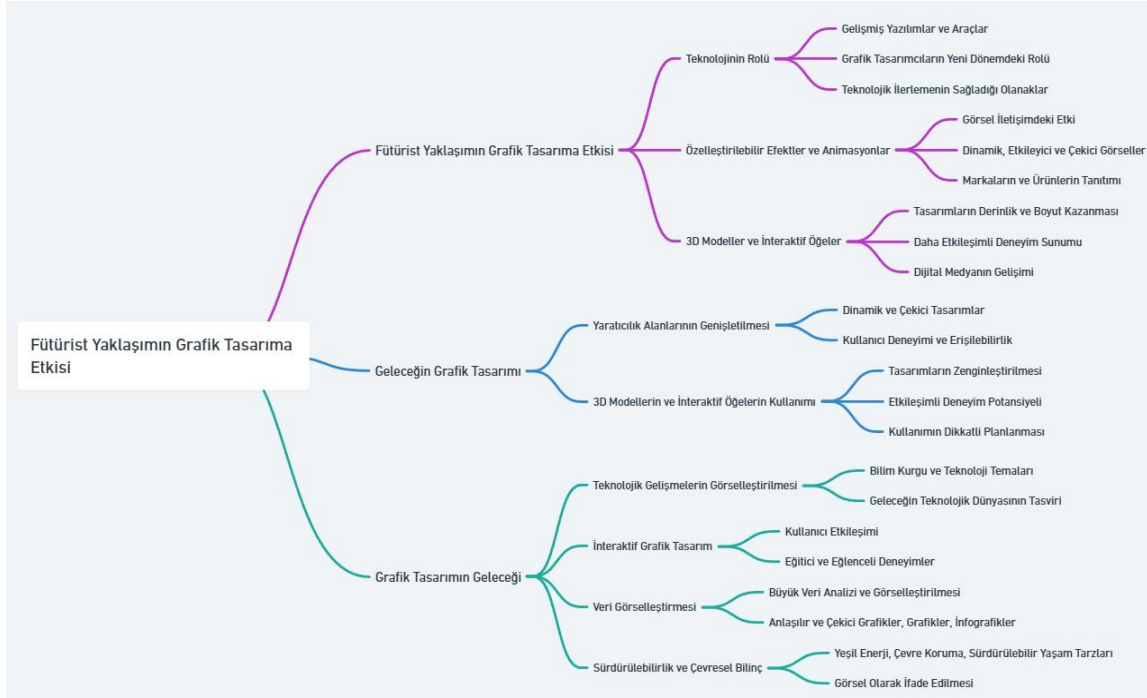 Fütürist Yaklaşımın Grafik Tasarıma
Etkisi
Fütürist Yaklaşımın Grafik Tasarıma Etkisi
Teknolojinin Rolü
Gelişmiş Yazılımlar ve Araçlar
Grafik Tasarımcıların Yeni Dönemdeki Rolü
Teknolojik İlerlemenin Sağladığı Olanaklar
Özelleştirilebilir Efektler ve Animasyonlar
Görsel İletişimdeki Etki
Dinamik, Etkileyici ve Çekici Görseller
Markaların ve Ürünlerin Tanıtımı
3D Modeller ve İnteraktif Öğeler
Tasarımların Derinlik ve Boyut Kazanması
Daha Etkileşimli Deneyim Sunumu
Dijital Medyanın Gelişimi
Geleceğin Grafik Tasarımı
Yaratıcılık Alanlarının Genişletilmesi
Dinamik ve Çekici Tasarımlar
Kullanıcı Deneyimi ve Erişilebilirlik
3D Modellerin ve İnteraktif Öğelerin Kullanımı
Tasarımların Zenginleştirilmesi
Etkileşimli Deneyim Potansiyeli
Kullanımın Dikkatli Planlanması
Grafik Tasarımın Geleceği
Teknolojik Gelişmelerin Görselleştirilmesi
Bilim Kurgu ve Teknoloji Temaları
Geleceğin Teknolojik Dünyasının Tasviri
İnteraktif Grafik Tasarım
Kullanıcı Etkileşimi
Eğitici ve Eğlenceli Deneyimler
Veri Görselleştirmesi
Büyük Veri Analizi ve Görselleştirilmesi
Anlaşılır ve Çekici Grafikler, Grafikler, İnfografikler
Sürdürülebilirlik ve Çevresel Bilinç
Yeşil Enerji, Çevre Koruma, Sürdürülebilir Yaşam Tarzları
Görsel Olarak İfade Edilmesi